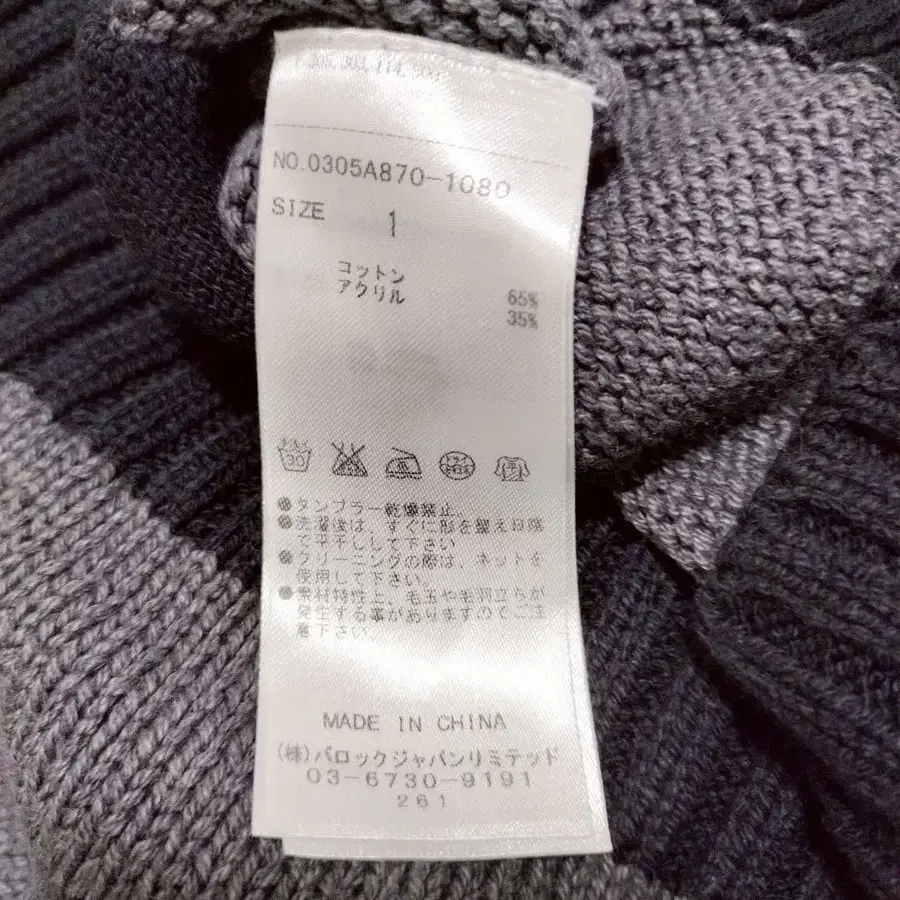 NO.0305A870-1080
SIZE 1
コットン 65%
アクリル 35%
●タンブラー乾燥禁止。
●洗濯後は、すぐに形を整え日陰
で平干しして下さい
●クリーニングの際は、ネットを
使用して下さい。
●素材特性上、毛玉や毛羽立ちが
発生する事がありますのでご注
意下さい。
MADE IN CHINA
(株)バロックジャパンリミテッド
03-6730-9191
261